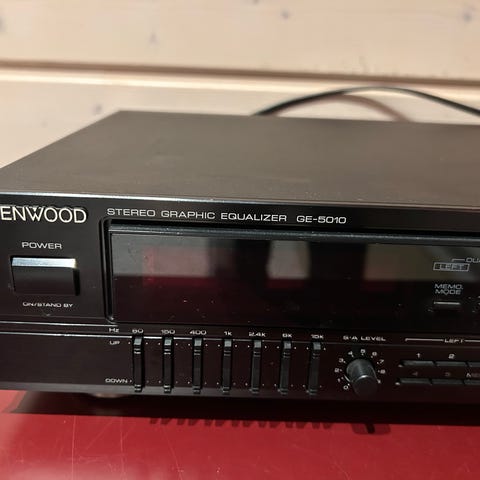 ENWOOD STEREO GRAPHIC EQUALIZER GE-5010
POWER
ON/STAND BY
LEFT
MEMO.
MODE
Hz 60 150 400 1k 2.4k 6k 15k S·A LEVEL LEFT
UP
DOWN
1 2
4